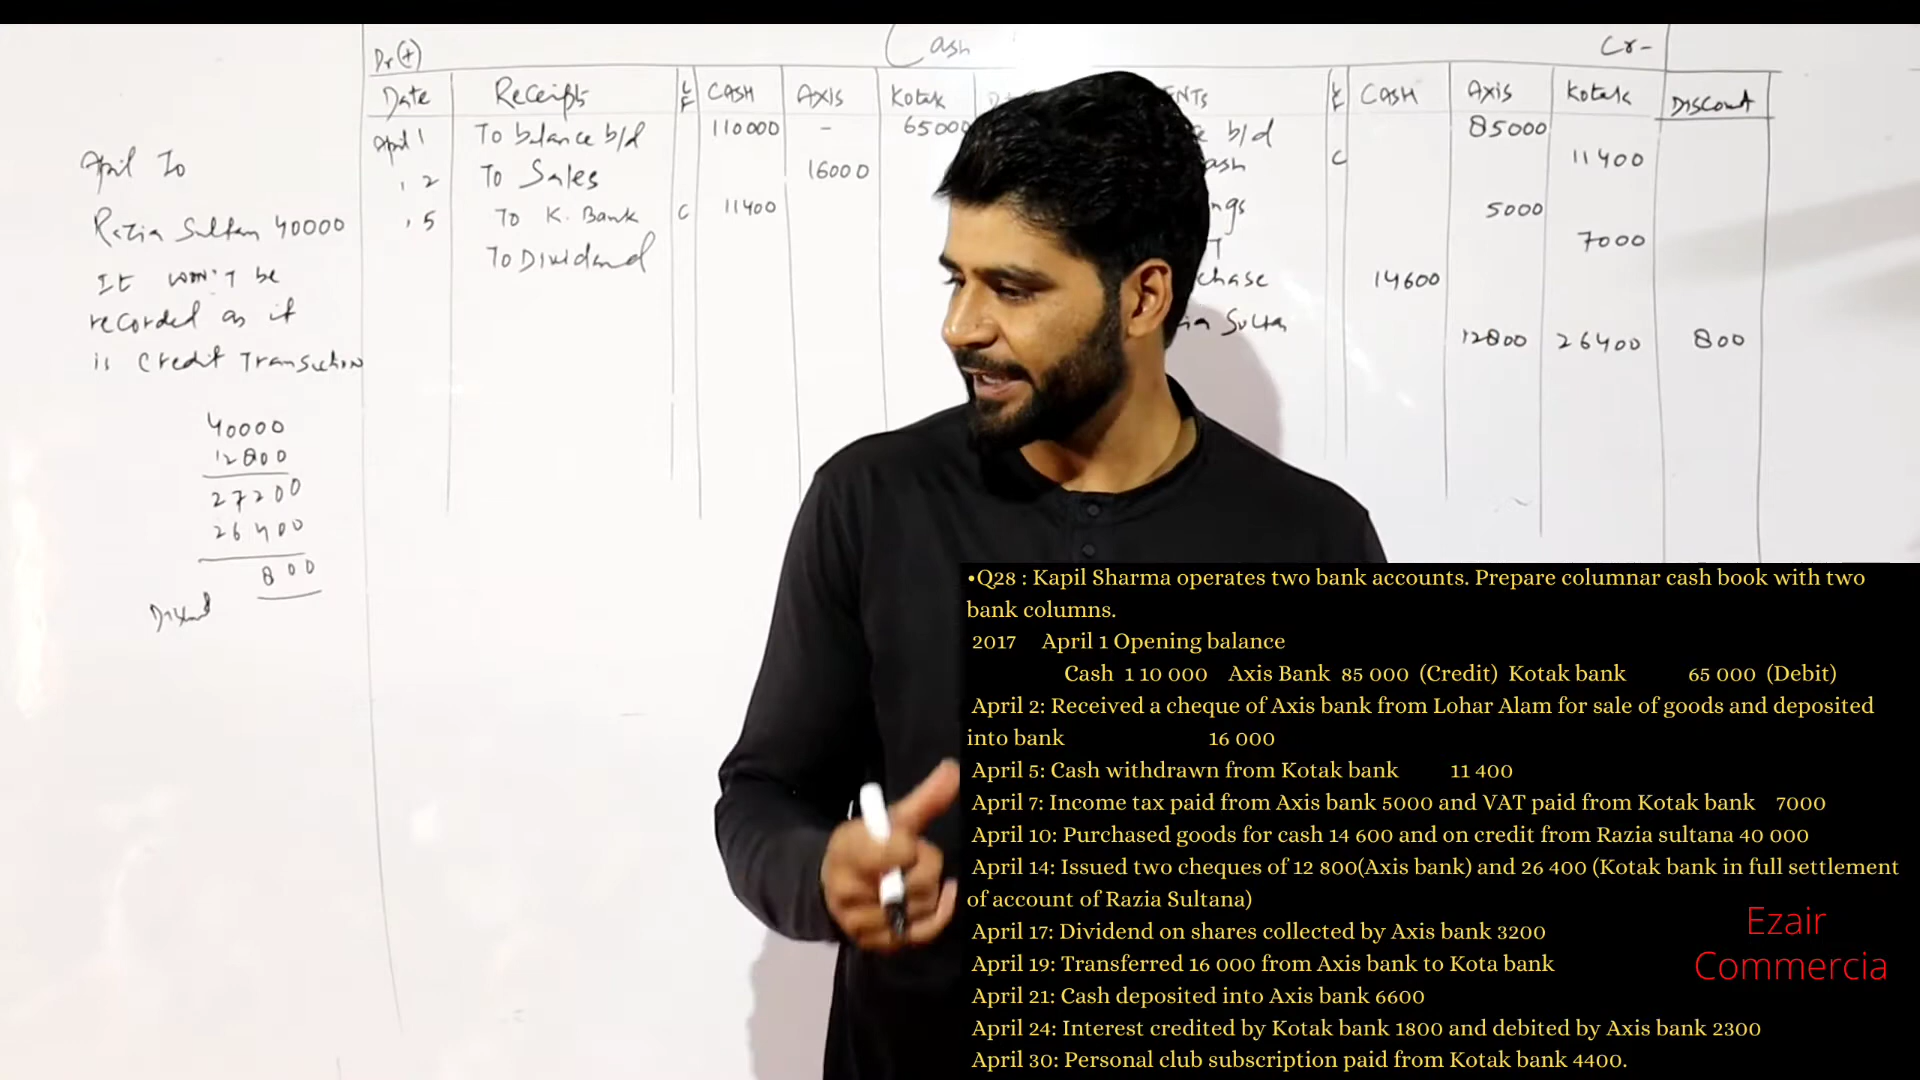 Dr (+) Cash Cr-
Date Receipts LF CASH AXIS Kotak ENTS LF CASH AXIS Kotak DISCOUNT
April 1 To balance b/d 110000 - 65000 b/d 85000
, 2 To Sales 16000 ash C 11400
, 5 To K. Bank C 11400 ngs 5000
To Dividend T 7000
chase 14600
Sulta 12800 26400 800
April 10
Razia Sultan 40000
It won't be
recorded as it
is Credit Transaction
40000
12800
27200
26400
800
•Q28 : Kapil Sharma operates two bank accounts. Prepare columnar cash book with two
bank columns.
2017 April 1 Opening balance
Cash 1 10 000 Axis Bank 85 000 (Credit) Kotak bank 65 000 (Debit)
April 2: Received a cheque of Axis bank from Lohar Alam for sale of goods and deposited
into bank 16 000
April 5: Cash withdrawn from Kotak bank 11 400
April 7: Income tax paid from Axis bank 5000 and VAT paid from Kotak bank 7000
April 10: Purchased goods for cash 14 600 and on credit from Razia sultana 40 000
April 14: Issued two cheques of 12 800(Axis bank) and 26 400 (Kotak bank in full settlement
of account of Razia Sultana)
April 17: Dividend on shares collected by Axis bank 3200
April 19: Transferred 16 000 from Axis bank to Kota bank
April 21: Cash deposited into Axis bank 6600
April 24: Interest credited by Kotak bank 1800 and debited by Axis bank 2300
April 30: Personal club subscription paid from Kotak bank 4400.
Ezair
Commercia